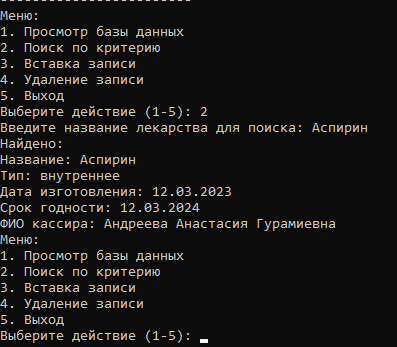 Меню:
1. Просмотр базы данных
2. Поиск по критерию
3. Вставка записи
4. Удаление записи
5. Выход
Выберите действие (1-5): 2
Введите название лекарства для поиска: Аспирин
Найдено:
Название: Аспирин
Тип: внутреннее
Дата изготовления: 12.03.2023
Срок годности: 12.03.2024
ФИО кассира: Андреева Анастасия Гурамиевна
Меню:
1. Просмотр базы данных
2. Поиск по критерию
3. Вставка записи
4. Удаление записи
5. Выход
Выберите действие (1-5):